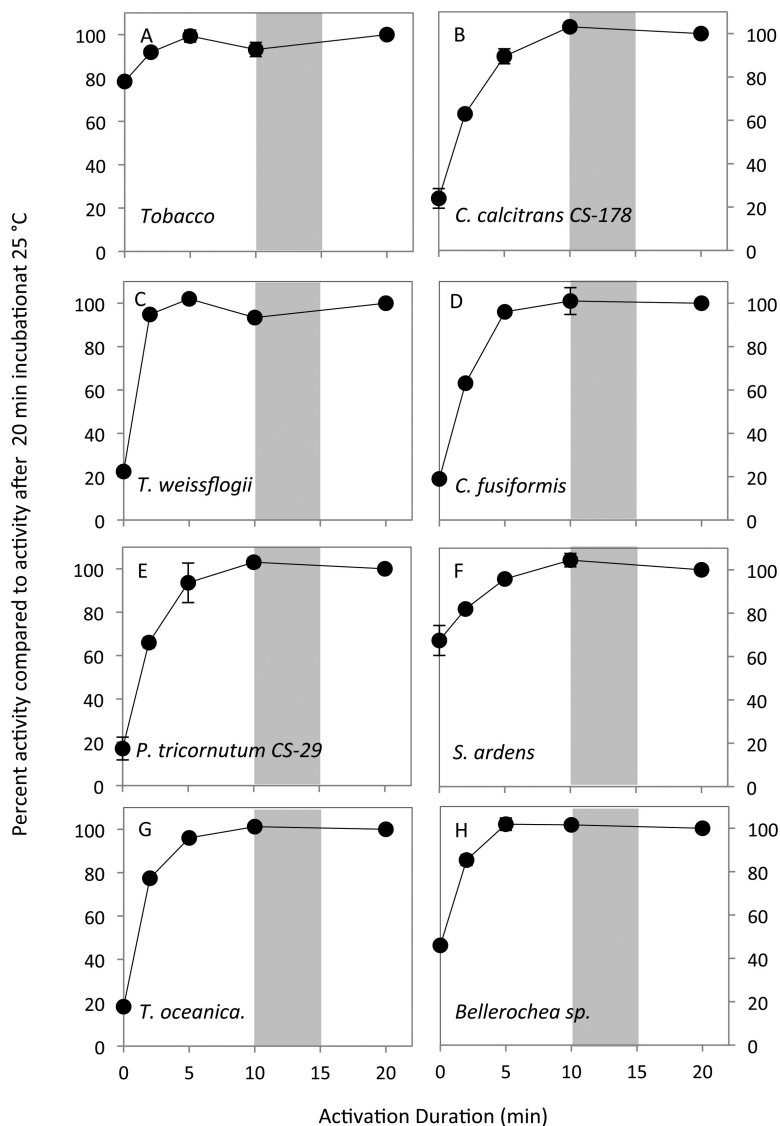 Percent activity compared to activity after 20 min incubationat 25 °C
A
100
80
60
40
20
0
Tobacco
B
100
80
60
40
20
0
C. calcitrans CS-178
C
100
80
60
40
20
0
T. weissflogii
D
100
80
60
40
20
0
C. fusiformis
E
100
80
60
40
20
0
P. tricornutum CS-29
F
100
80
60
40
20
0
S. ardens
G
100
80
60
40
20
0
T. oceanica.
H
100
80
60
40
20
0
Bellerochea sp.
0 5 10 15 20
0 5 10 15 20
Activation Duration (min)